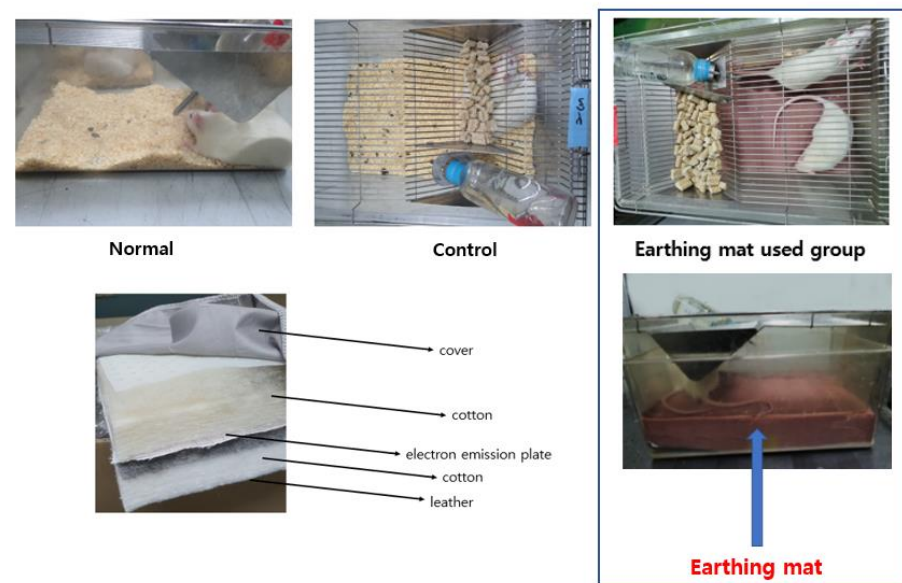 Normal
Control
Earthing mat used group
cover
cotton
electron emission plate
cotton
leather
Earthing mat